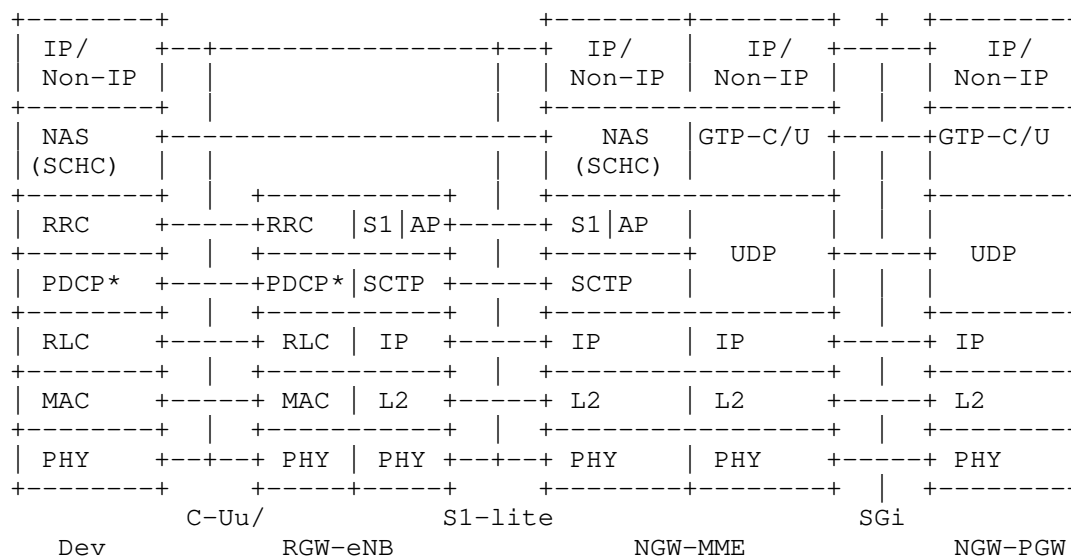 IP/ IP/ IP/ IP/
Non-IP Non-IP Non-IP Non-IP
NAS NAS GTP-C/U GTP-C/U
(SCHC) (SCHC)
RRC RRC S1|AP S1|AP
UDP UDP
PDCP* PDCP* SCTP SCTP
RLC RLC IP IP IP IP
MAC MAC L2 L2 L2 L2
PHY PHY PHY PHY PHY PHY
C-Uu/ S1-lite SGi
Dev RGW-eNB NGW-MME NGW-PGW